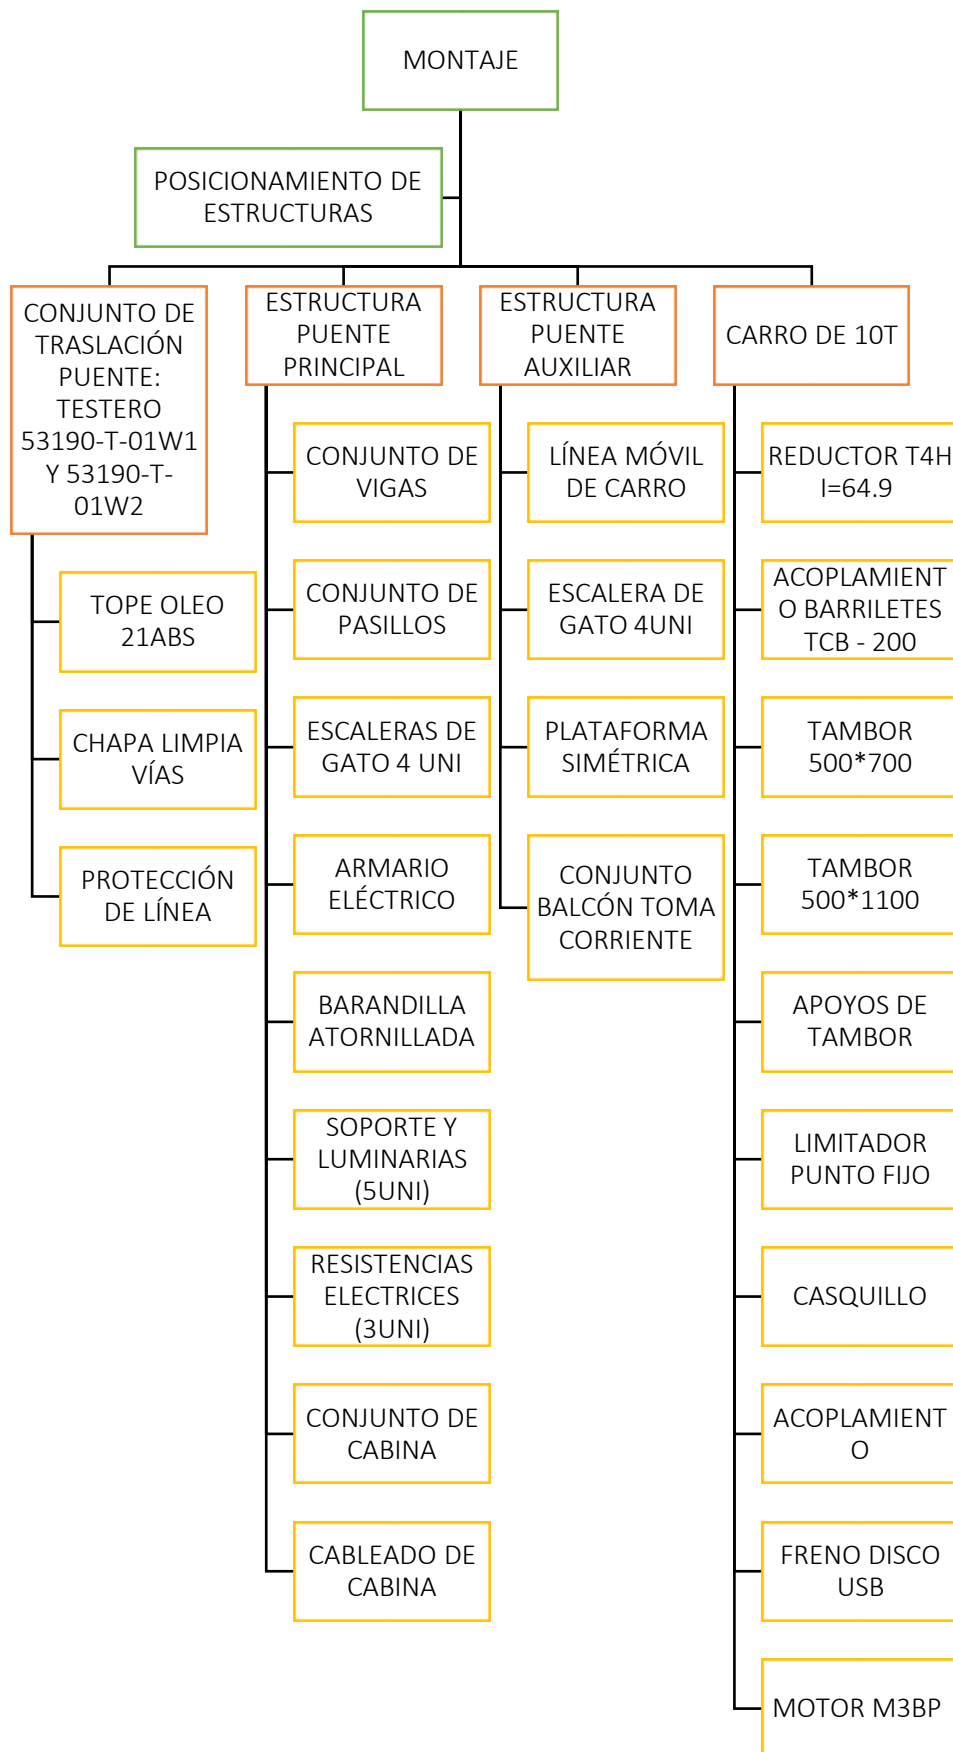 MONTAJE
POSICIONAMIENTO DE
ESTRUCTURAS
CONJUNTO DE
TRASLACIÓN
PUENTE:
TESTERO
53190-T-01W1
Y 53190-T-
01W2
TOPE OLEO
21ABS
CHAPA LIMPIA
VÍAS
PROTECCIÓN
DE LÍNEA
ESTRUCTURA
PUENTE
PRINCIPAL
CONJUNTO DE
VIGAS
CONJUNTO DE
PASILLOS
ESCALERAS DE
GATO 4 UNI
ARMARIO
ELÉCTRICO
BARANDILLA
ATORNILLADA
SOPORTE Y
LUMINARIAS
(5UNI)
RESISTENCIAS
ELECTRICES
(3UNI)
CONJUNTO DE
CABINA
CABLEADO DE
CABINA
ESTRUCTURA
PUENTE
AUXILIAR
LÍNEA MÓVIL
DE CARRO
ESCALERA DE
GATO 4UNI
PLATAFORMA
SIMÉTRICA
CONJUNTO
BALCÓN TOMA
CORRIENTE
CARRO DE 10T
REDUCTOR T4H
I=64.9
ACOPLAMIENT
O BARRILETES
TCB - 200
TAMBOR
500*700
TAMBOR
500*1100
APOYOS DE
TAMBOR
LIMITADOR
PUNTO FIJO
CASQUILLO
ACOPLAMIENT
O
FRENO DISCO
USB
MOTOR M3BP